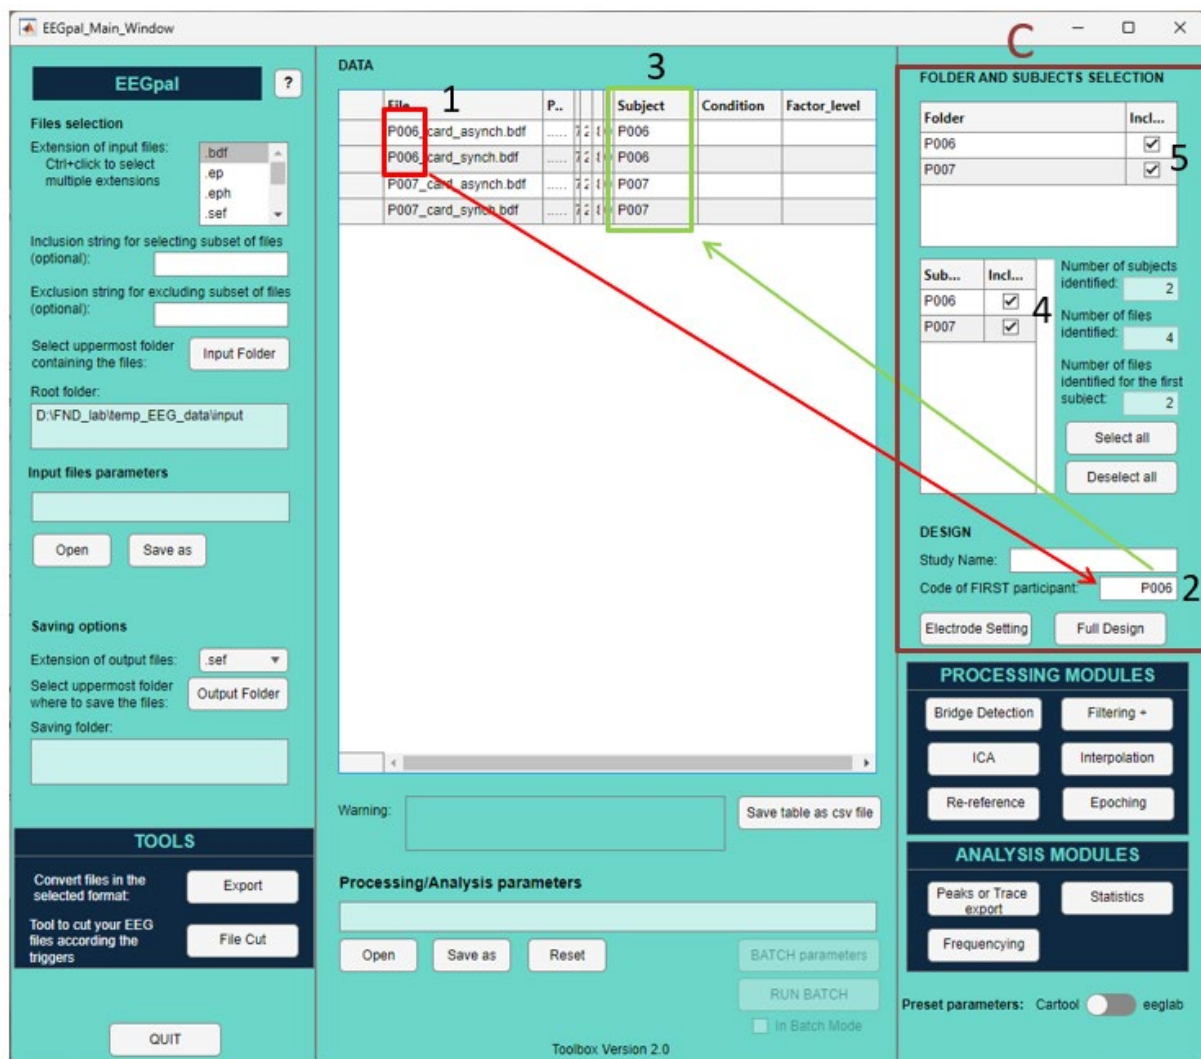 EEGpal_Main_Window
C
EEGpal
?
Files selection
Extension of input files:
Ctrl+click to select
multiple extensions
.bdf
.ep
.eph
.sef
Inclusion string for selecting subset of files
(optional):
Exclusion string for excluding subset of files
(optional):
Select uppermost folder
containing the files:
Input Folder
Root folder:
D:\FND_lab\temp_EEG_data\input
Input files parameters
Open
Save as
Saving options
Extension of output files:
.sef
Select uppermost folder
where to save the files:
Output Folder
Saving folder:
TOOLS
Convert files in the
selected format:
Export
Tool to cut your EEG
files according the
triggers
File Cut
QUIT
DATA
1
3
File P.. Subject Condition Factor_level
P006_card_asynch.bdf ..... 7 2 P006
P006_card_synch.bdf ..... 7 2 P006
P007_card_asynch.bdf ..... 7 2 P007
P007_card_synch.bdf ..... 7 2 P007
Warning:
Save table as csv file
Processing/Analysis parameters
Open
Save as
Reset
BATCH parameters
RUN BATCH
In Batch Mode
Toolbox Version 2.0
FOLDER AND SUBJECTS SELECTION
Folder Incl...
P006
P007
5
Sub... Incl...
P006
P007
4
Number of subjects
identified: 2
Number of files
identified: 4
Number of files
identified for the first
subject: 2
Select all
Deselect all
DESIGN
Study Name:
Code of FIRST participant: P006
2
Electrode Setting
Full Design
PROCESSING MODULES
Bridge Detection
Filtering +
ICA
Interpolation
Re-reference
Epoching
ANALYSIS MODULES
Peaks or Trace
export
Statistics
Frequencying
Preset parameters: Cartool eeglab